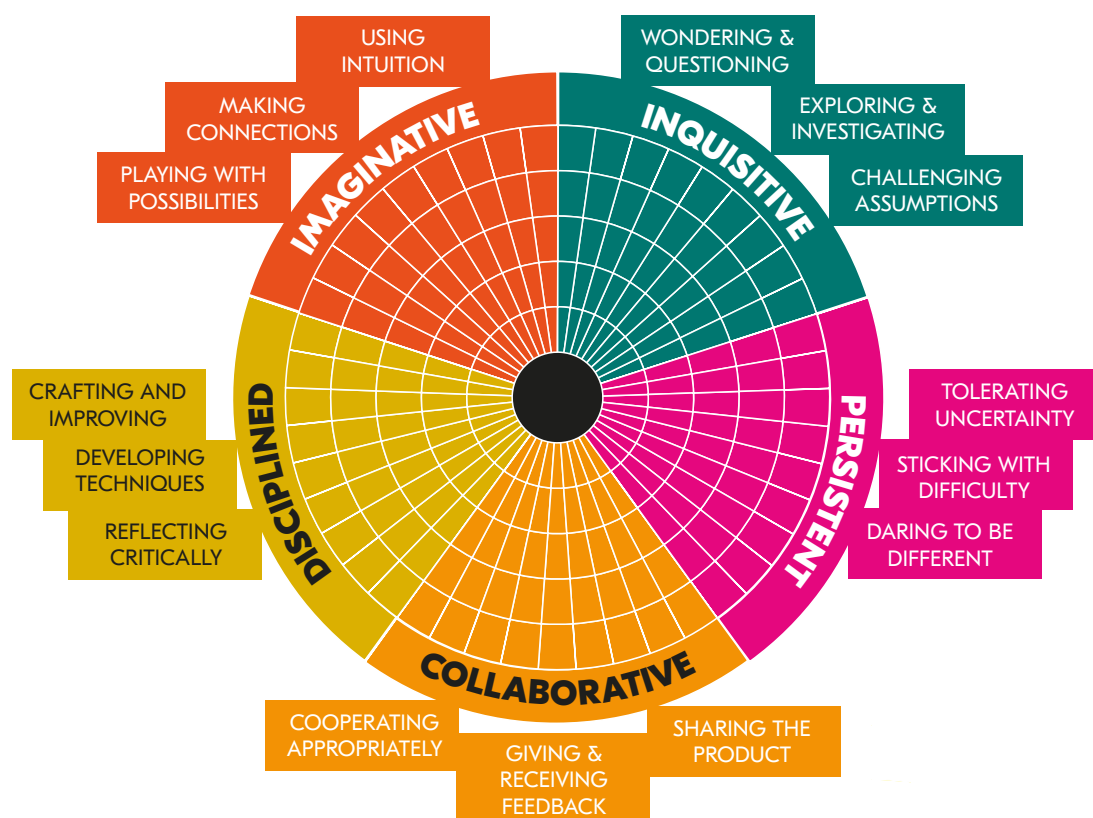 USING
INTUITION
MAKING
CONNECTIONS
PLAYING WITH
POSSIBILITIES
IMAGINATIVE
WONDERING &
QUESTIONING
EXPLORING &
INVESTIGATING
CHALLENGING
ASSUMPTIONS
INQUISITIVE
TOLERATING
UNCERTAINTY
STICKING WITH
DIFFICULTY
DARING TO BE
DIFFERENT
PERSISTENT
COLLABORATIVE
COOPERATING
APPROPRIATELY
GIVING &
RECEIVING
FEEDBACK
SHARING THE
PRODUCT
DISCIPLINED
CRAFTING AND
IMPROVING
DEVELOPING
TECHNIQUES
REFLECTING
CRITICALLY